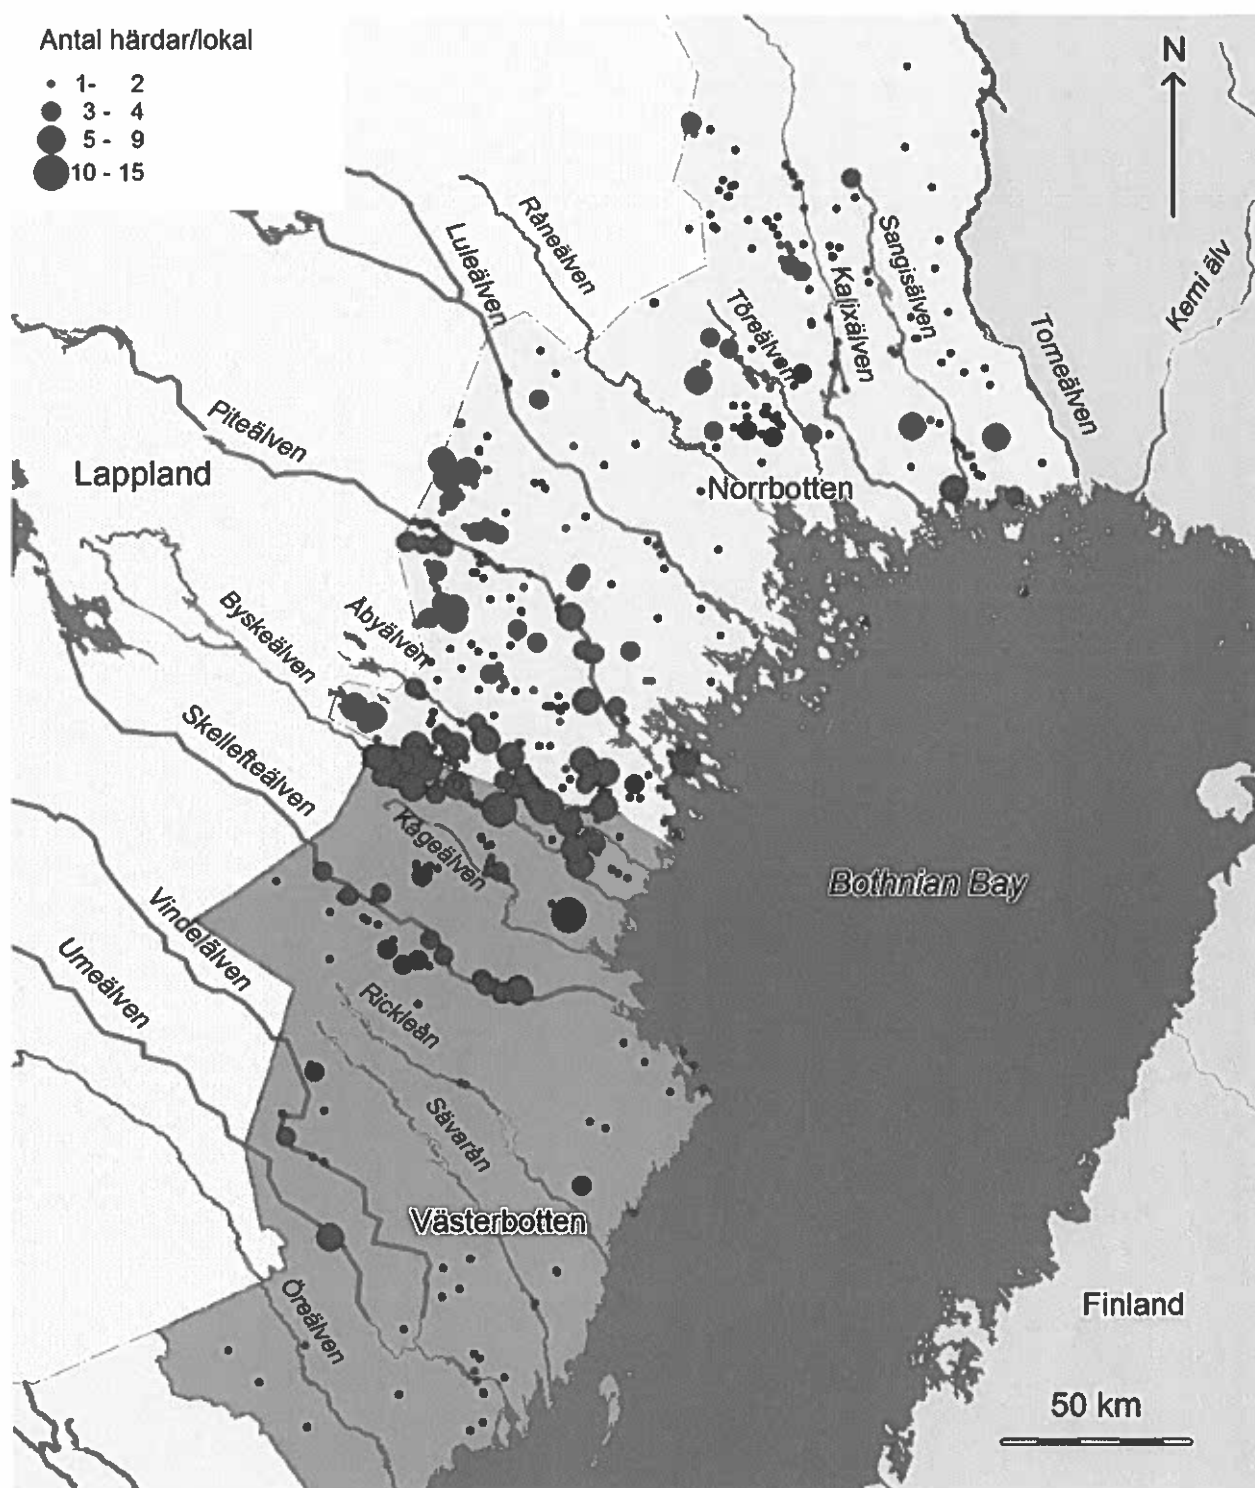 Antal härdar/lokal
1- 2
3 - 4
5 - 9
10 - 15
N
Råneälven
Luleälven
Sangisälven
Kalixälven
Töreälven
Torneälven
Kemi älv
Piteälven
Lappland
Norrbotten
Byskeälven
Åbyälven
Skellefteälven
Kågeälven
Bothnian Bay
Vindelälven
Umeälven
Rickleån
Sävarån
Västerbotten
Öreälven
Finland
50 km